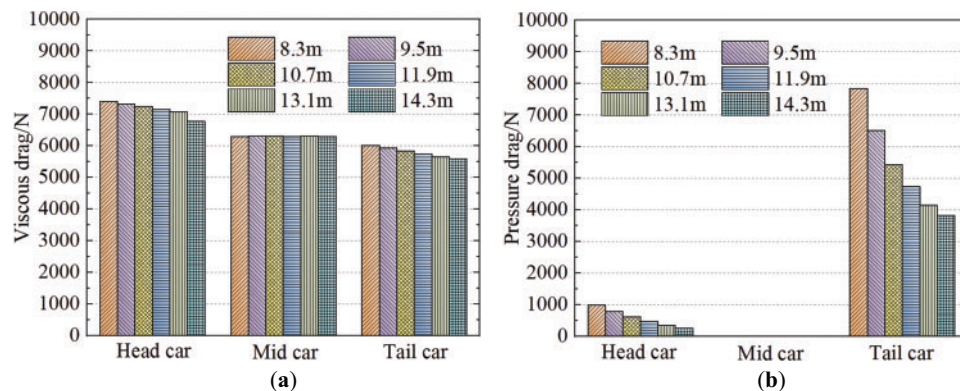 10000
9000
8000
7000
6000
5000
4000
3000
2000
1000
0
Viscous drag/N
8.3m 9.5m
10.7m 11.9m
13.1m 14.3m
Head car Mid car Tail car
(a)
10000
9000
8000
7000
6000
5000
4000
3000
2000
1000
0
Pressure drag/N
8.3m 9.5m
10.7m 11.9m
13.1m 14.3m
Head car Mid car Tail car
(b)